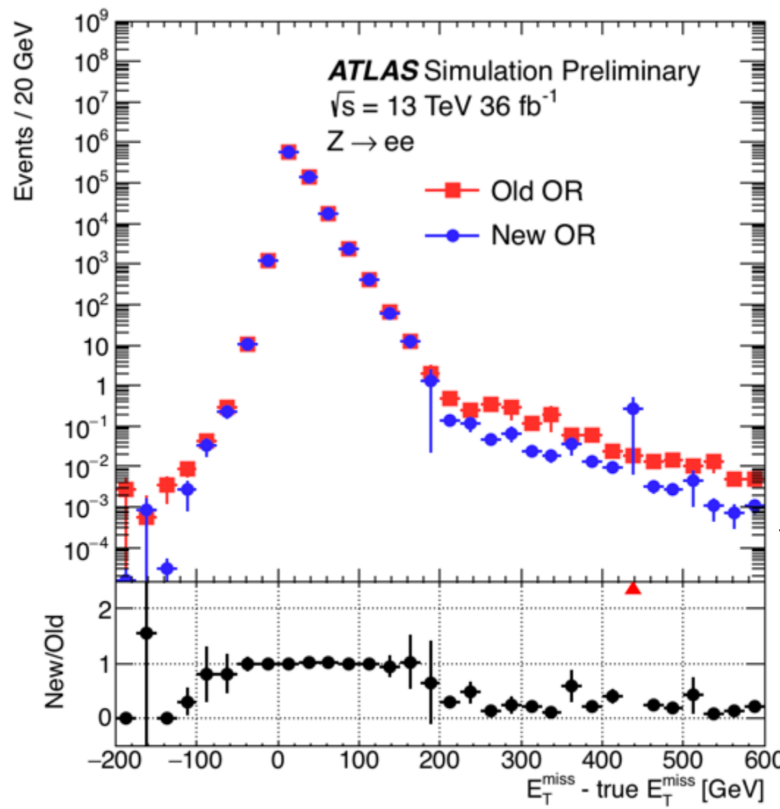 ATLAS Simulation Preliminary
√s = 13 TeV 36 fb⁻¹
Z → ee
Old OR
New OR
Events / 20 GeV
10⁹
10⁸
10⁷
10⁶
10⁵
10⁴
10³
10²
10
1
10⁻¹
10⁻²
10⁻³
10⁻⁴
New/Old
2
1
0
−200 −100 0 100 200 300 400 500 600
E_T^miss - true E_T^miss [GeV]